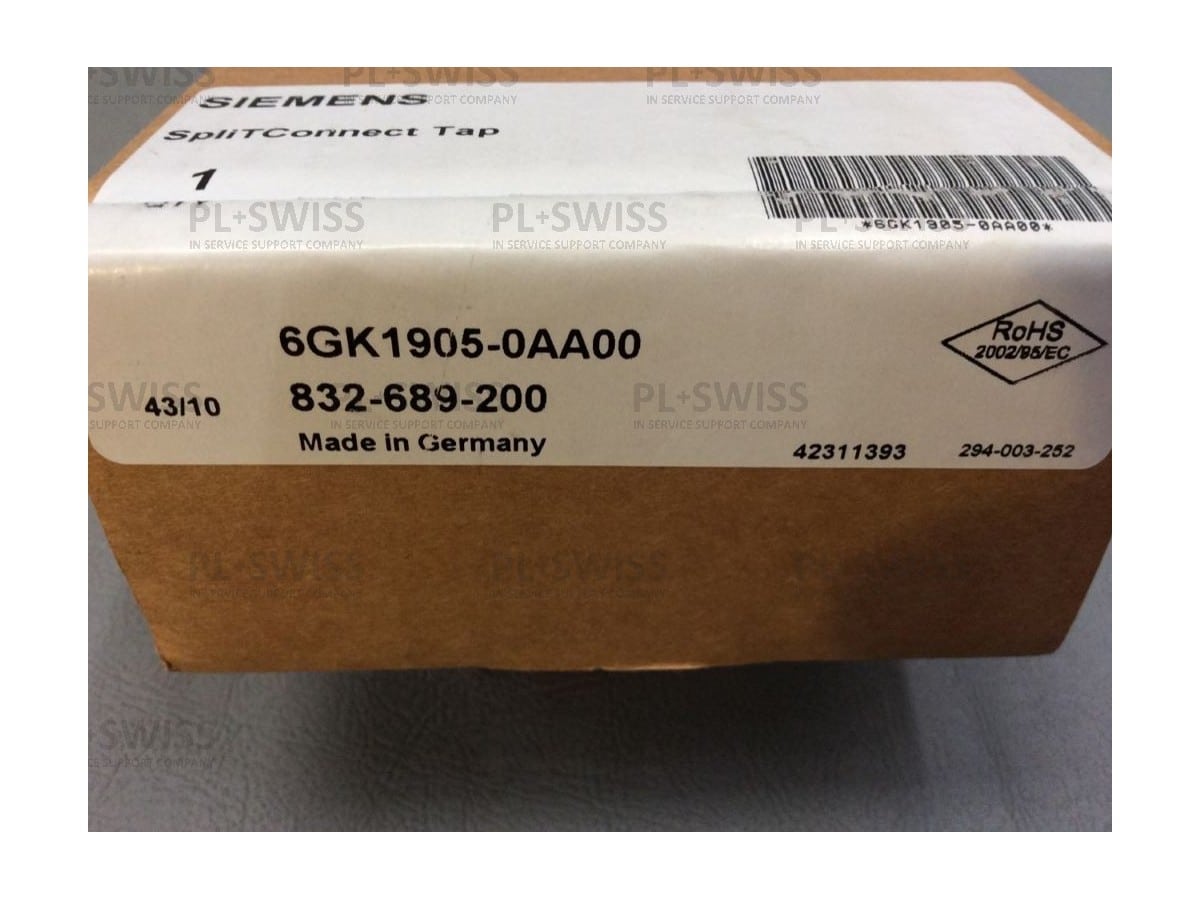 SIEMENS
SpliTConnect Tap
1
QTY
*6GK1905-0AA00*
6GK1905-0AA00
RoHS
2002/95/EC
43/10
832-689-200
Made in Germany
42311393
294-003-252
PL+SWISS
IN SERVICE SUPPORT COMPANY